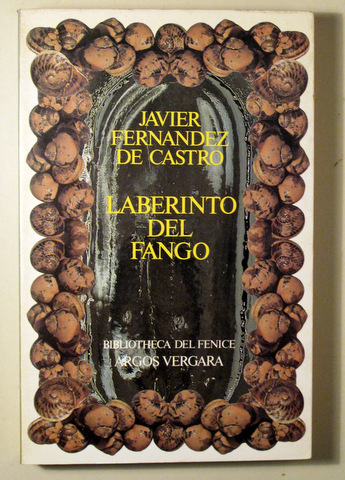 JAVIER
FERNANDEZ
DE CASTRO
LABERINTO
DEL
FANGO
BIBLIOTHECA DEL FENICE
ARGOS VERGARA